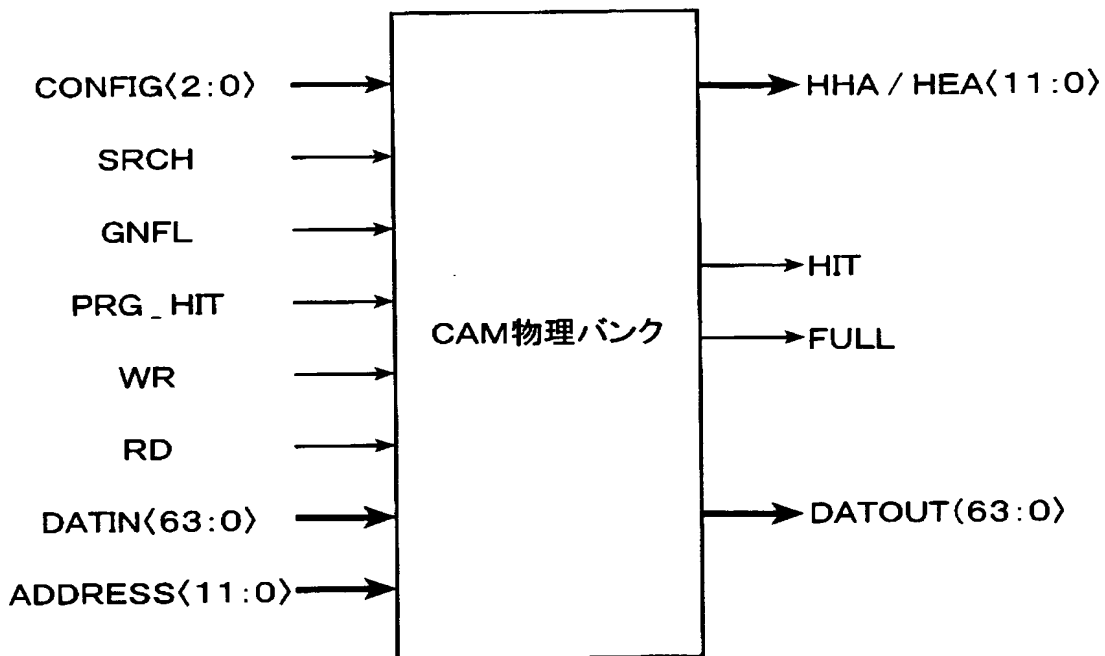 CONFIG〈2:0〉
SRCH
GNFL
PRG_HIT
WR
RD
DATIN〈63:0〉
ADDRESS〈11:0〉
CAM物理バンク
HHA / HEA〈11:0〉
HIT
FULL
DATOUT〈63:0〉